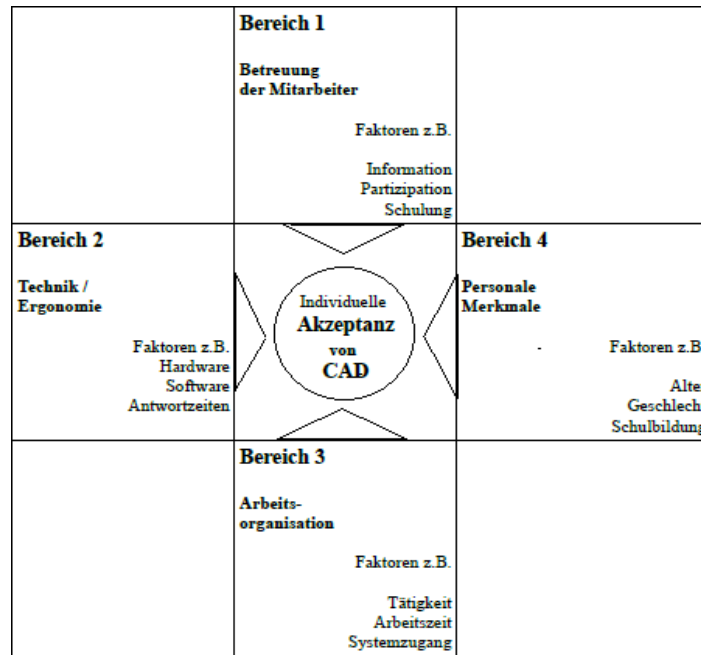 Bereich 1
Betreuung
der Mitarbeiter
Faktoren z.B.
Information
Partizipation
Schulung
Bereich 2
Technik /
Ergonomie
Faktoren z.B.
Hardware
Software
Antwortzeiten
Individuelle
Akzeptanz
von
CAD
Bereich 4
Personale
Merkmale
- Faktoren z.B
Alte
Geschlech
Schulbildung
Bereich 3
Arbeits-
organisation
Faktoren z.B.
Tätigkeit
Arbeitszeit
Systemzugang